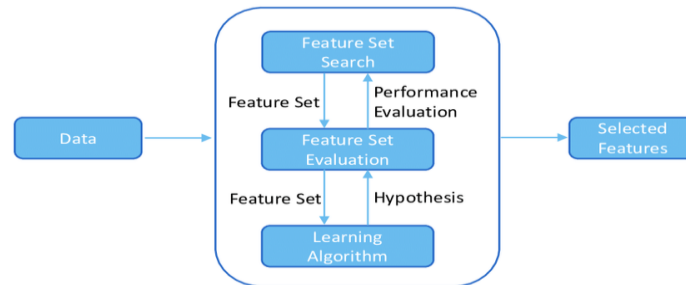 Feature Set
Search
Feature Set
Performance
Evaluation
Data
Feature Set
Evaluation
Selected
Features
Feature Set
Hypothesis
Learning
Algorithm